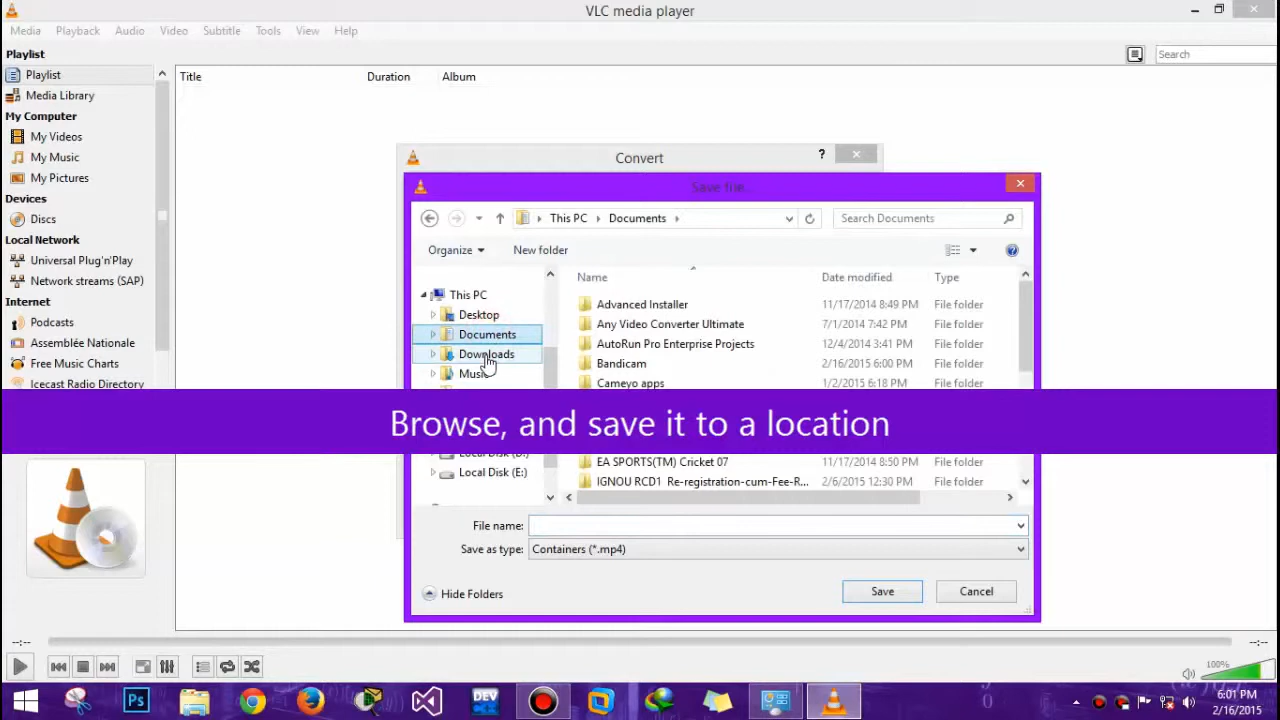 VLC media player
Media Playback Audio Video Subtitle Tools View Help
Playlist
Search
Playlist
Title Duration Album
Media Library
My Computer
My Videos
My Music
My Pictures
Devices
Discs
Local Network
Universal Plug'n'Play
Network streams (SAP)
Internet
Podcasts
Assemblée Nationale
Free Music Charts
Icecast Radio Directory
Convert
?
Save file...
This PC Documents
Search Documents
Organize New folder
Name Date modified Type
This PC
Desktop
Documents
Downloads
Music
Advanced Installer 11/17/2014 8:49 PM File folder
Any Video Converter Ultimate 7/1/2014 7:42 PM File folder
AutoRun Pro Enterprise Projects 12/4/2014 3:41 PM File folder
Bandicam 2/16/2015 6:00 PM File folder
Cameyo apps 1/2/2015 6:18 PM File folder
Browse, and save it to a location
Local Disk (D:)
Local Disk (E:)
EA SPORTS(TM) Cricket 07 11/17/2014 8:50 PM File folder
IGNOU RCD1 Re-registration-cum-Fee-R... 2/6/2015 12:30 PM File folder
File name:
Save as type: Containers (*.mp4)
Hide Folders
Save Cancel
--:-- --:--
100%
Ps
DEV
6:01 PM
2/16/2015